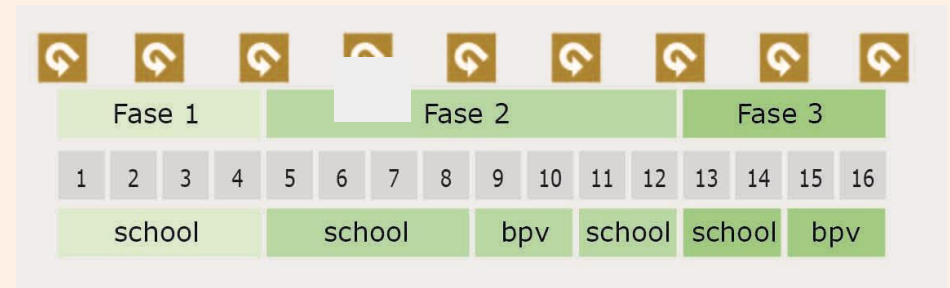 Fase 1 Fase 2 Fase 3
1 2 3 4 5 6 7 8 9 10 11 12 13 14 15 16
school school bpv school school bpv